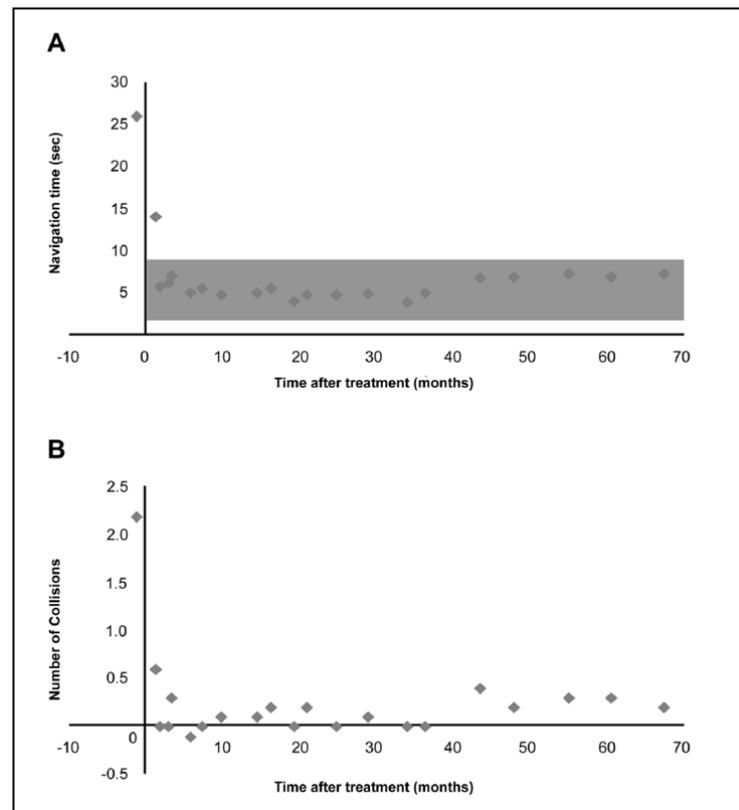 A
30
25
20
15
10
5
Navigation time (sec)
-10 0 10 20 30 40 50 60 70
Time after treatment (months)
B
2.5
2.0
1.5
1.0
0.5
0
-0.5
Number of Collisions
-10 10 20 30 40 50 60 70
Time after treatment (months)